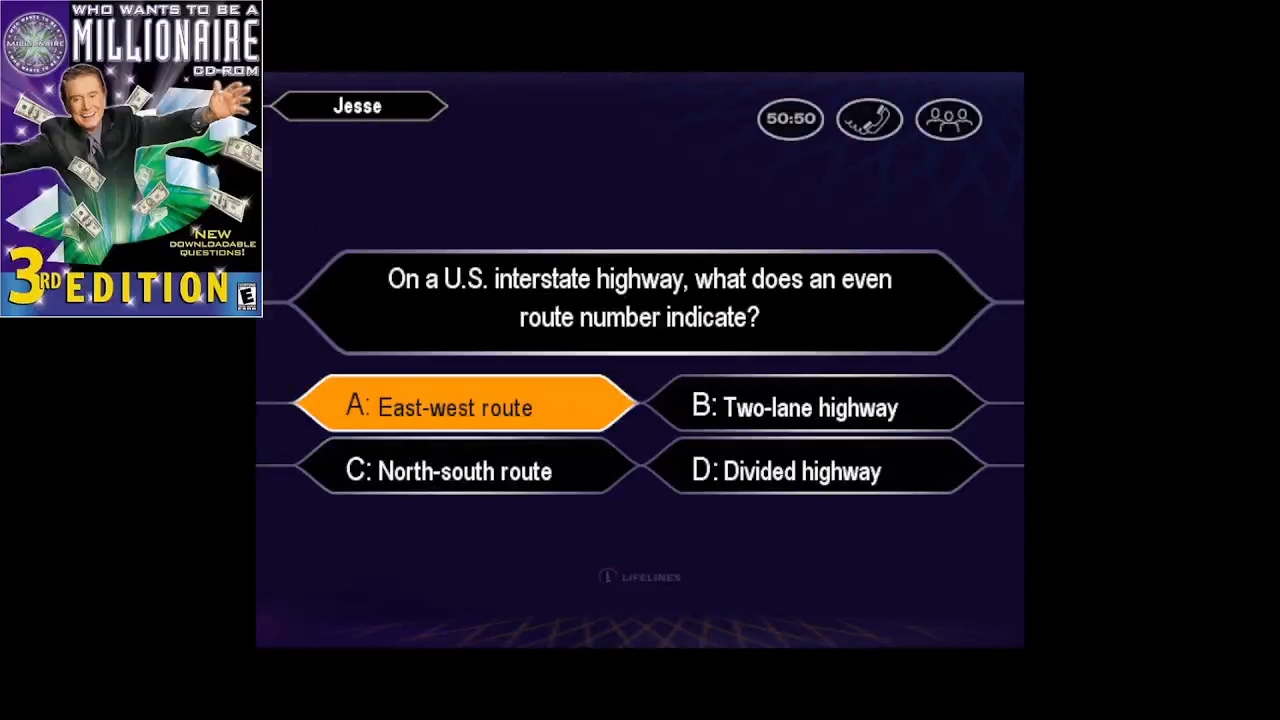 WHO WANTS TO BE A
MILLIONAIRE
CD-ROM
NEW
DOWNLOADABLE
QUESTIONS!
3RD EDITION
E
Jesse
50:50
On a U.S. interstate highway, what does an even
route number indicate?
A: East-west route
B: Two-lane highway
C: North-south route
D: Divided highway
L LIFELINES